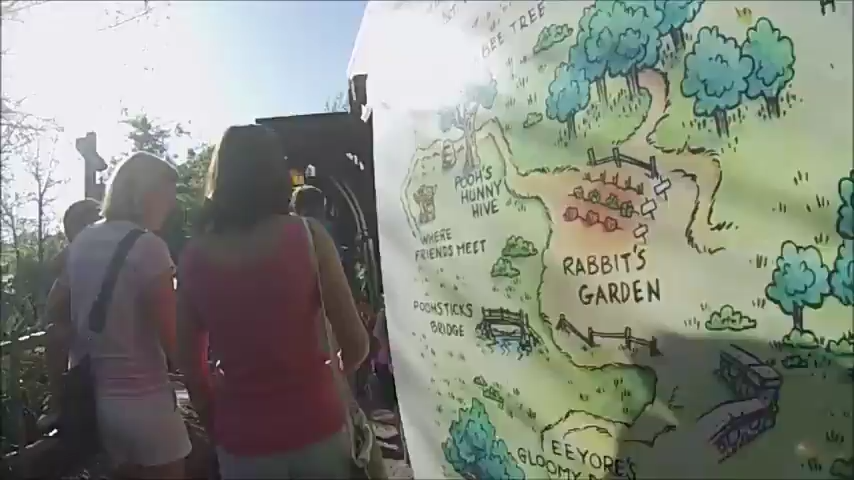 BEE TREE
POOH'S
HUNNY
HIVE
WHERE
FRIENDS MEET
RABBIT'S
GARDEN
POOHSTICKS
BRIDGE
EEYORE'S
GLOOMY